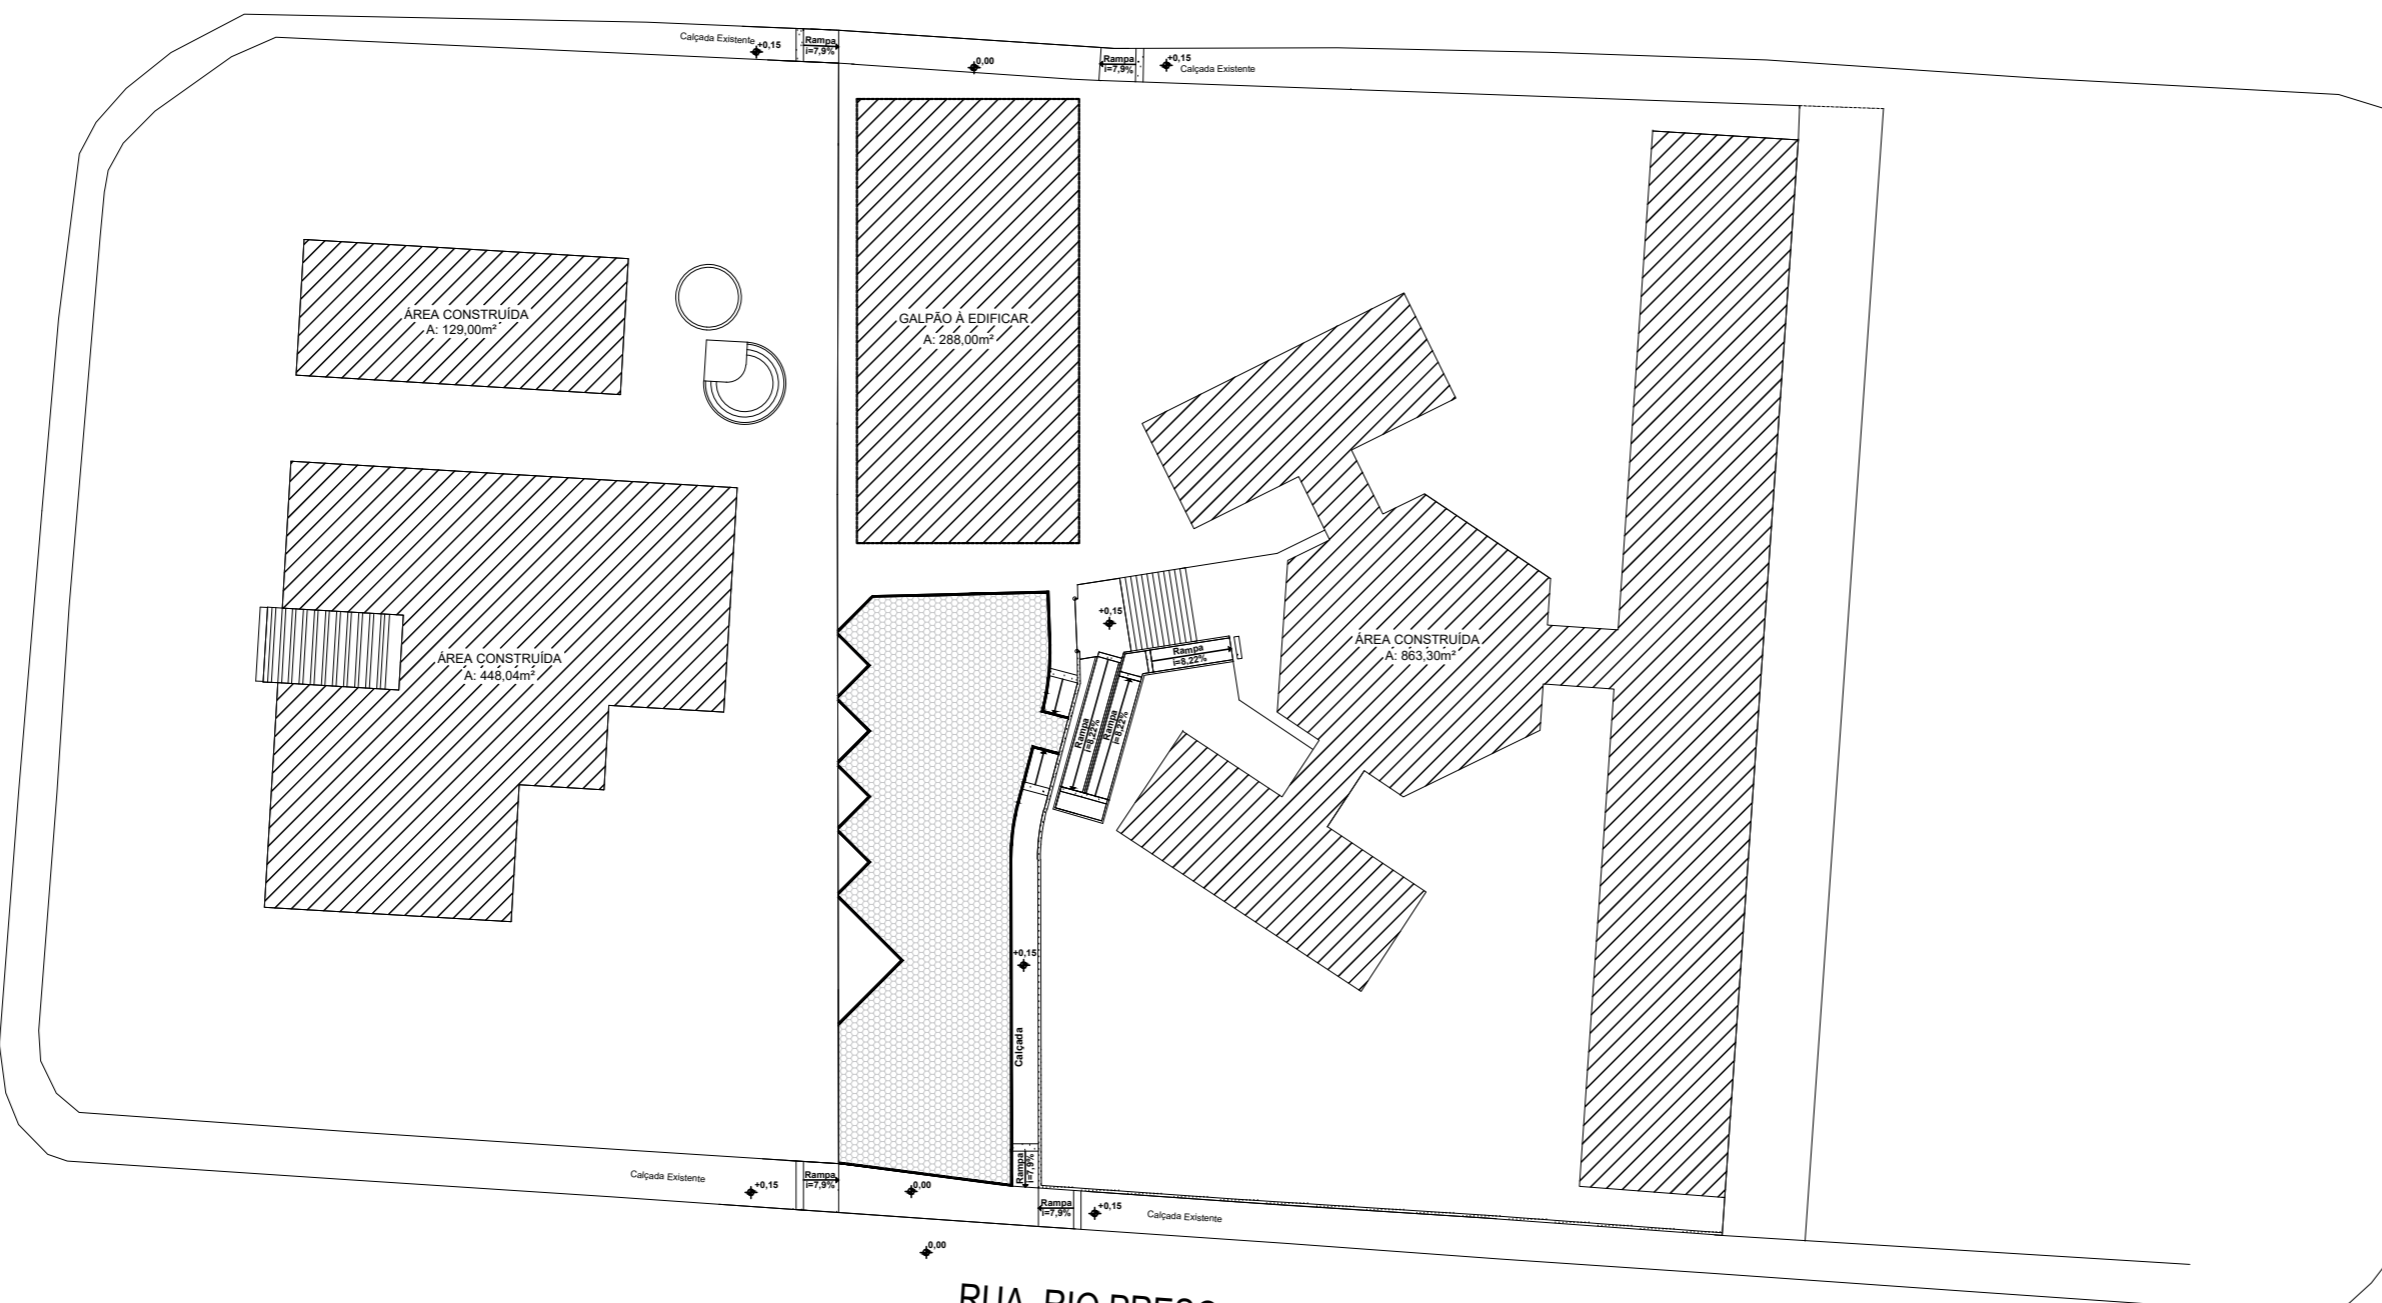 Calçada Existente
+0,15
Rampa
i=7,9%
0,00
Rampa
i=7,9%
+0,15
Calçada Existente
ÁREA CONSTRUÍDA
A: 129,00m²
GALPÃO À EDIFICAR
A: 288,00m²
+0,15
Rampa
i=8,22%
ÁREA CONSTRUÍDA
A: 448,04m²
ÁREA CONSTRUÍDA
A: 863,30m²
Rampa
i=8,22%
Rampa
i=8,22%
+0,15
Calçada
Rampa
i=7,9%
Calçada Existente
+0,15
Rampa
i=7,9%
0,00
Rampa
i=7,9%
+0,15
Calçada Existente
0,00